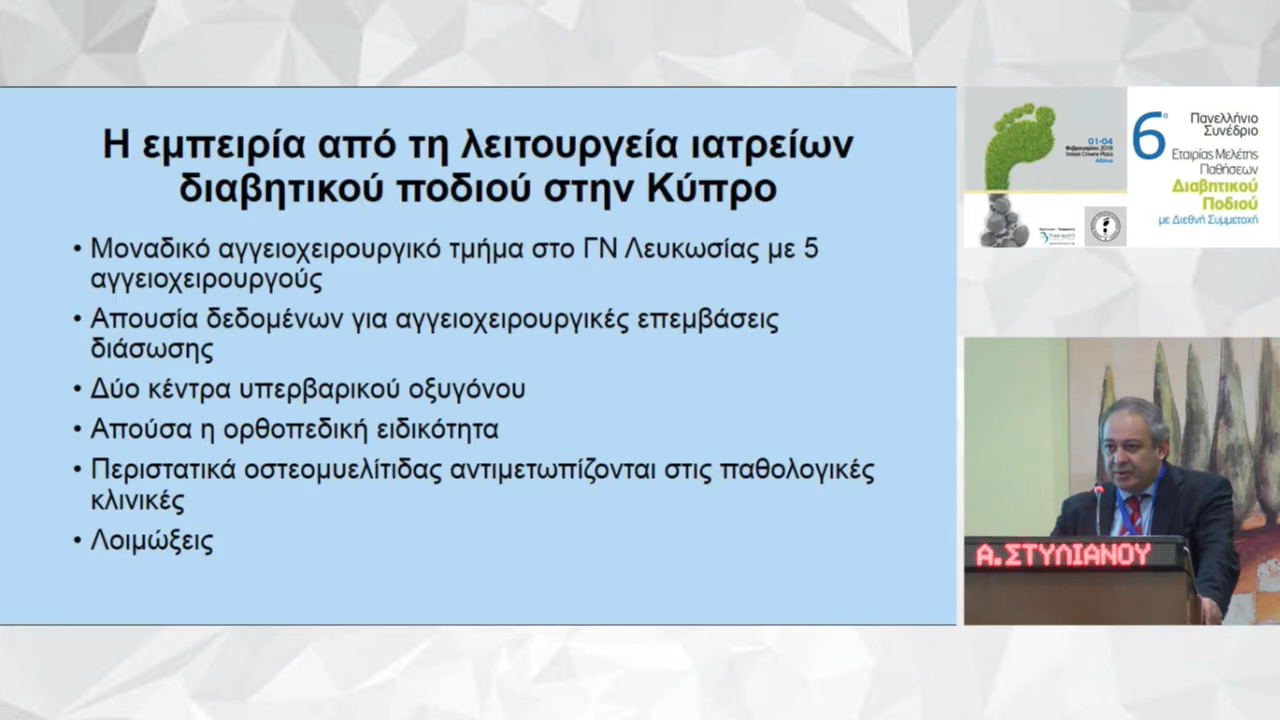 Η εμπειρία από τη λειτουργεία ιατρείων
διαβητικού ποδιού στην Κύπρο
• Μοναδικό αγγειοχειρουργικό τμήμα στο ΓΝ Λευκωσίας με 5
αγγειοχειρουργούς
• Απουσία δεδομένων για αγγειοχειρουργικές επεμβάσεις
διάσωσης
• Δύο κέντρα υπερβαρικού οξυγόνου
• Απούσα η ορθοπεδική ειδικότητα
• Περιστατικά οστεομυελίτιδας αντιμετωπίζονται στις παθολογικές
κλινικές
• Λοιμώξεις
01-04
Φεβρουαρίου 2018
Αθήνα
6ο
Πανελλήνιο
Συνέδριο
Εταιρίας Μελέτης
Παθήσεων
Διαβητικού
Ποδιού
με Διεθνή Συμμετοχή
Α.ΣΤΥΛΙΑΝΟΥ